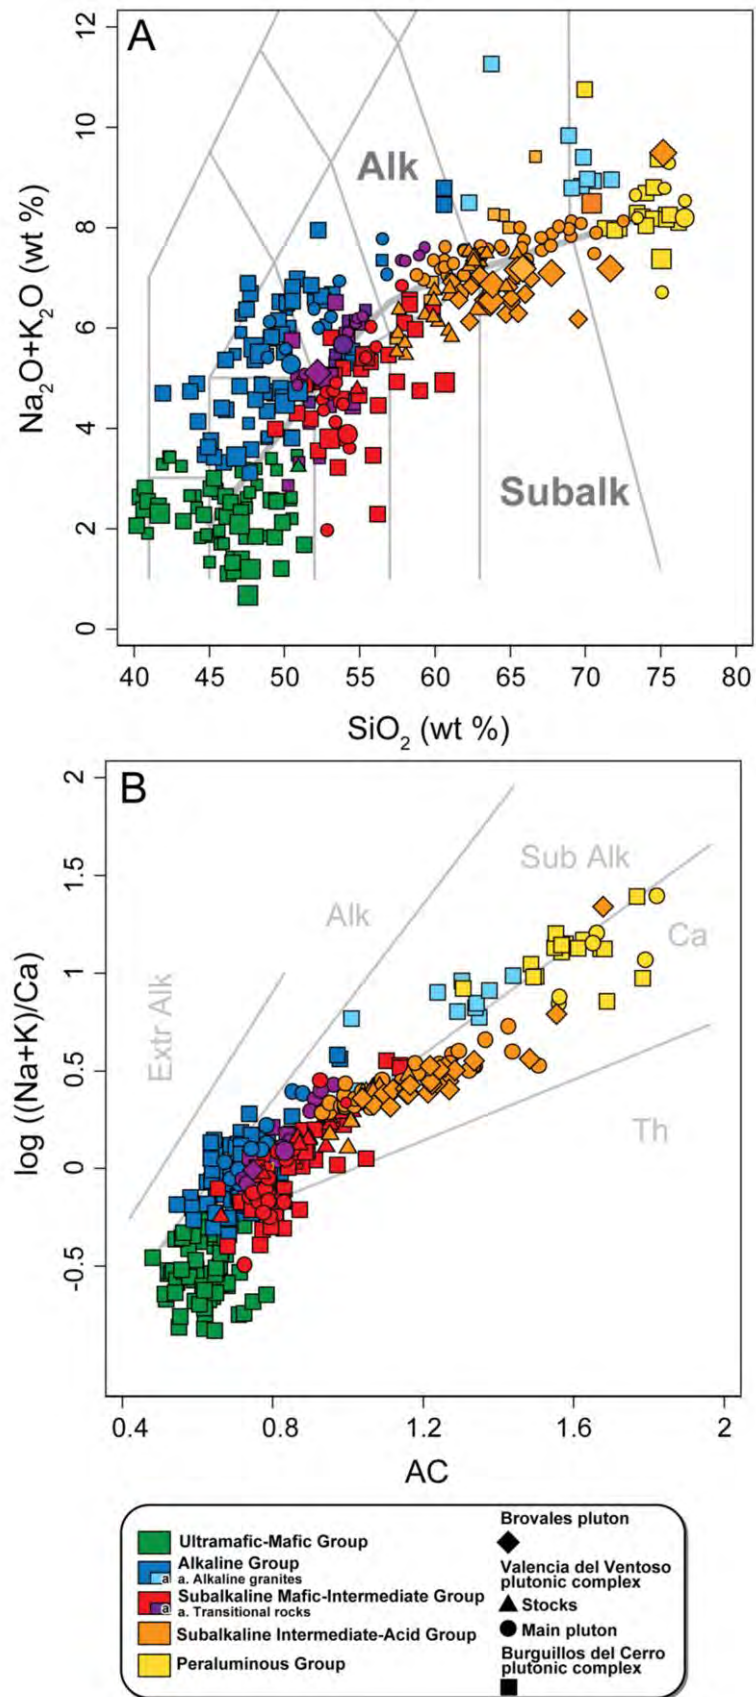 A
12
10
8
6
4
2
0
Na2O+K2O (wt %)
Alk
Subalk
40 45 50 55 60 65 70 75 80
SiO2 (wt %)
B
2
1.5
1
0.5
0
-0.5
log ((Na+K)/Ca)
Extr Alk
Alk
Sub Alk
Ca
Th
0.4 0.8 1.2 1.6 2
AC
Ultramafic-Mafic Group
Alkaline Group
a a. Alkaline granites
Subalkaline Mafic-Intermediate Group
a a. Transitional rocks
Subalkaline Intermediate-Acid Group
Peraluminous Group
Brovales pluton
Valencia del Ventoso
plutonic complex
Stocks
Main pluton
Burguillos del Cerro
plutonic complex